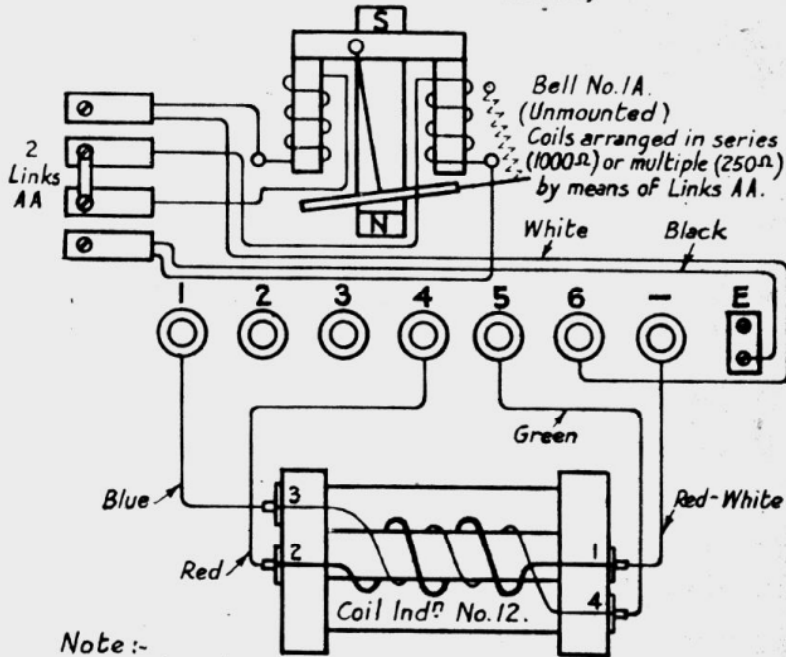 S
Bell No.1A.
(Unmounted)
Coils arranged in series
(1000Ω) or multiple (250Ω)
by means of Links AA.
2
Links
AA
N
White
Black
1 2 3 4 5 6 — E
Green
Blue
Red-White
3
2
1
4
Red
Coil Indⁿ No.12.
Note:-